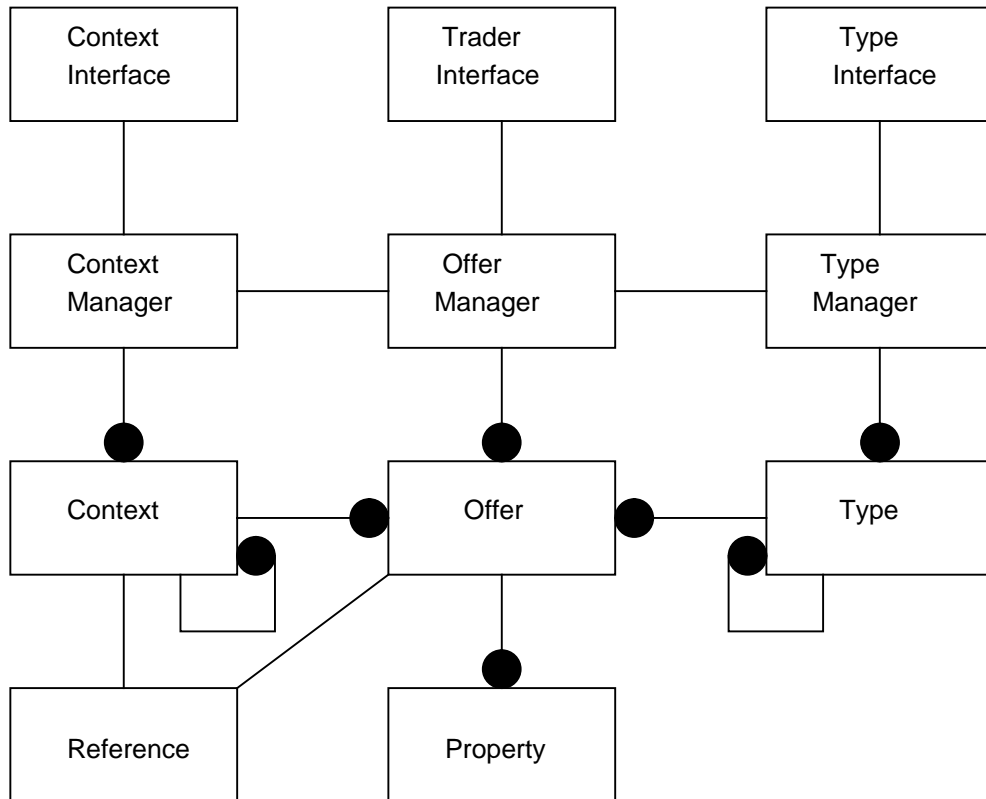 Context
Interface
Trader
Interface
Type
Interface
Context
Manager
Offer
Manager
Type
Manager
Context
Offer
Type
Reference
Property